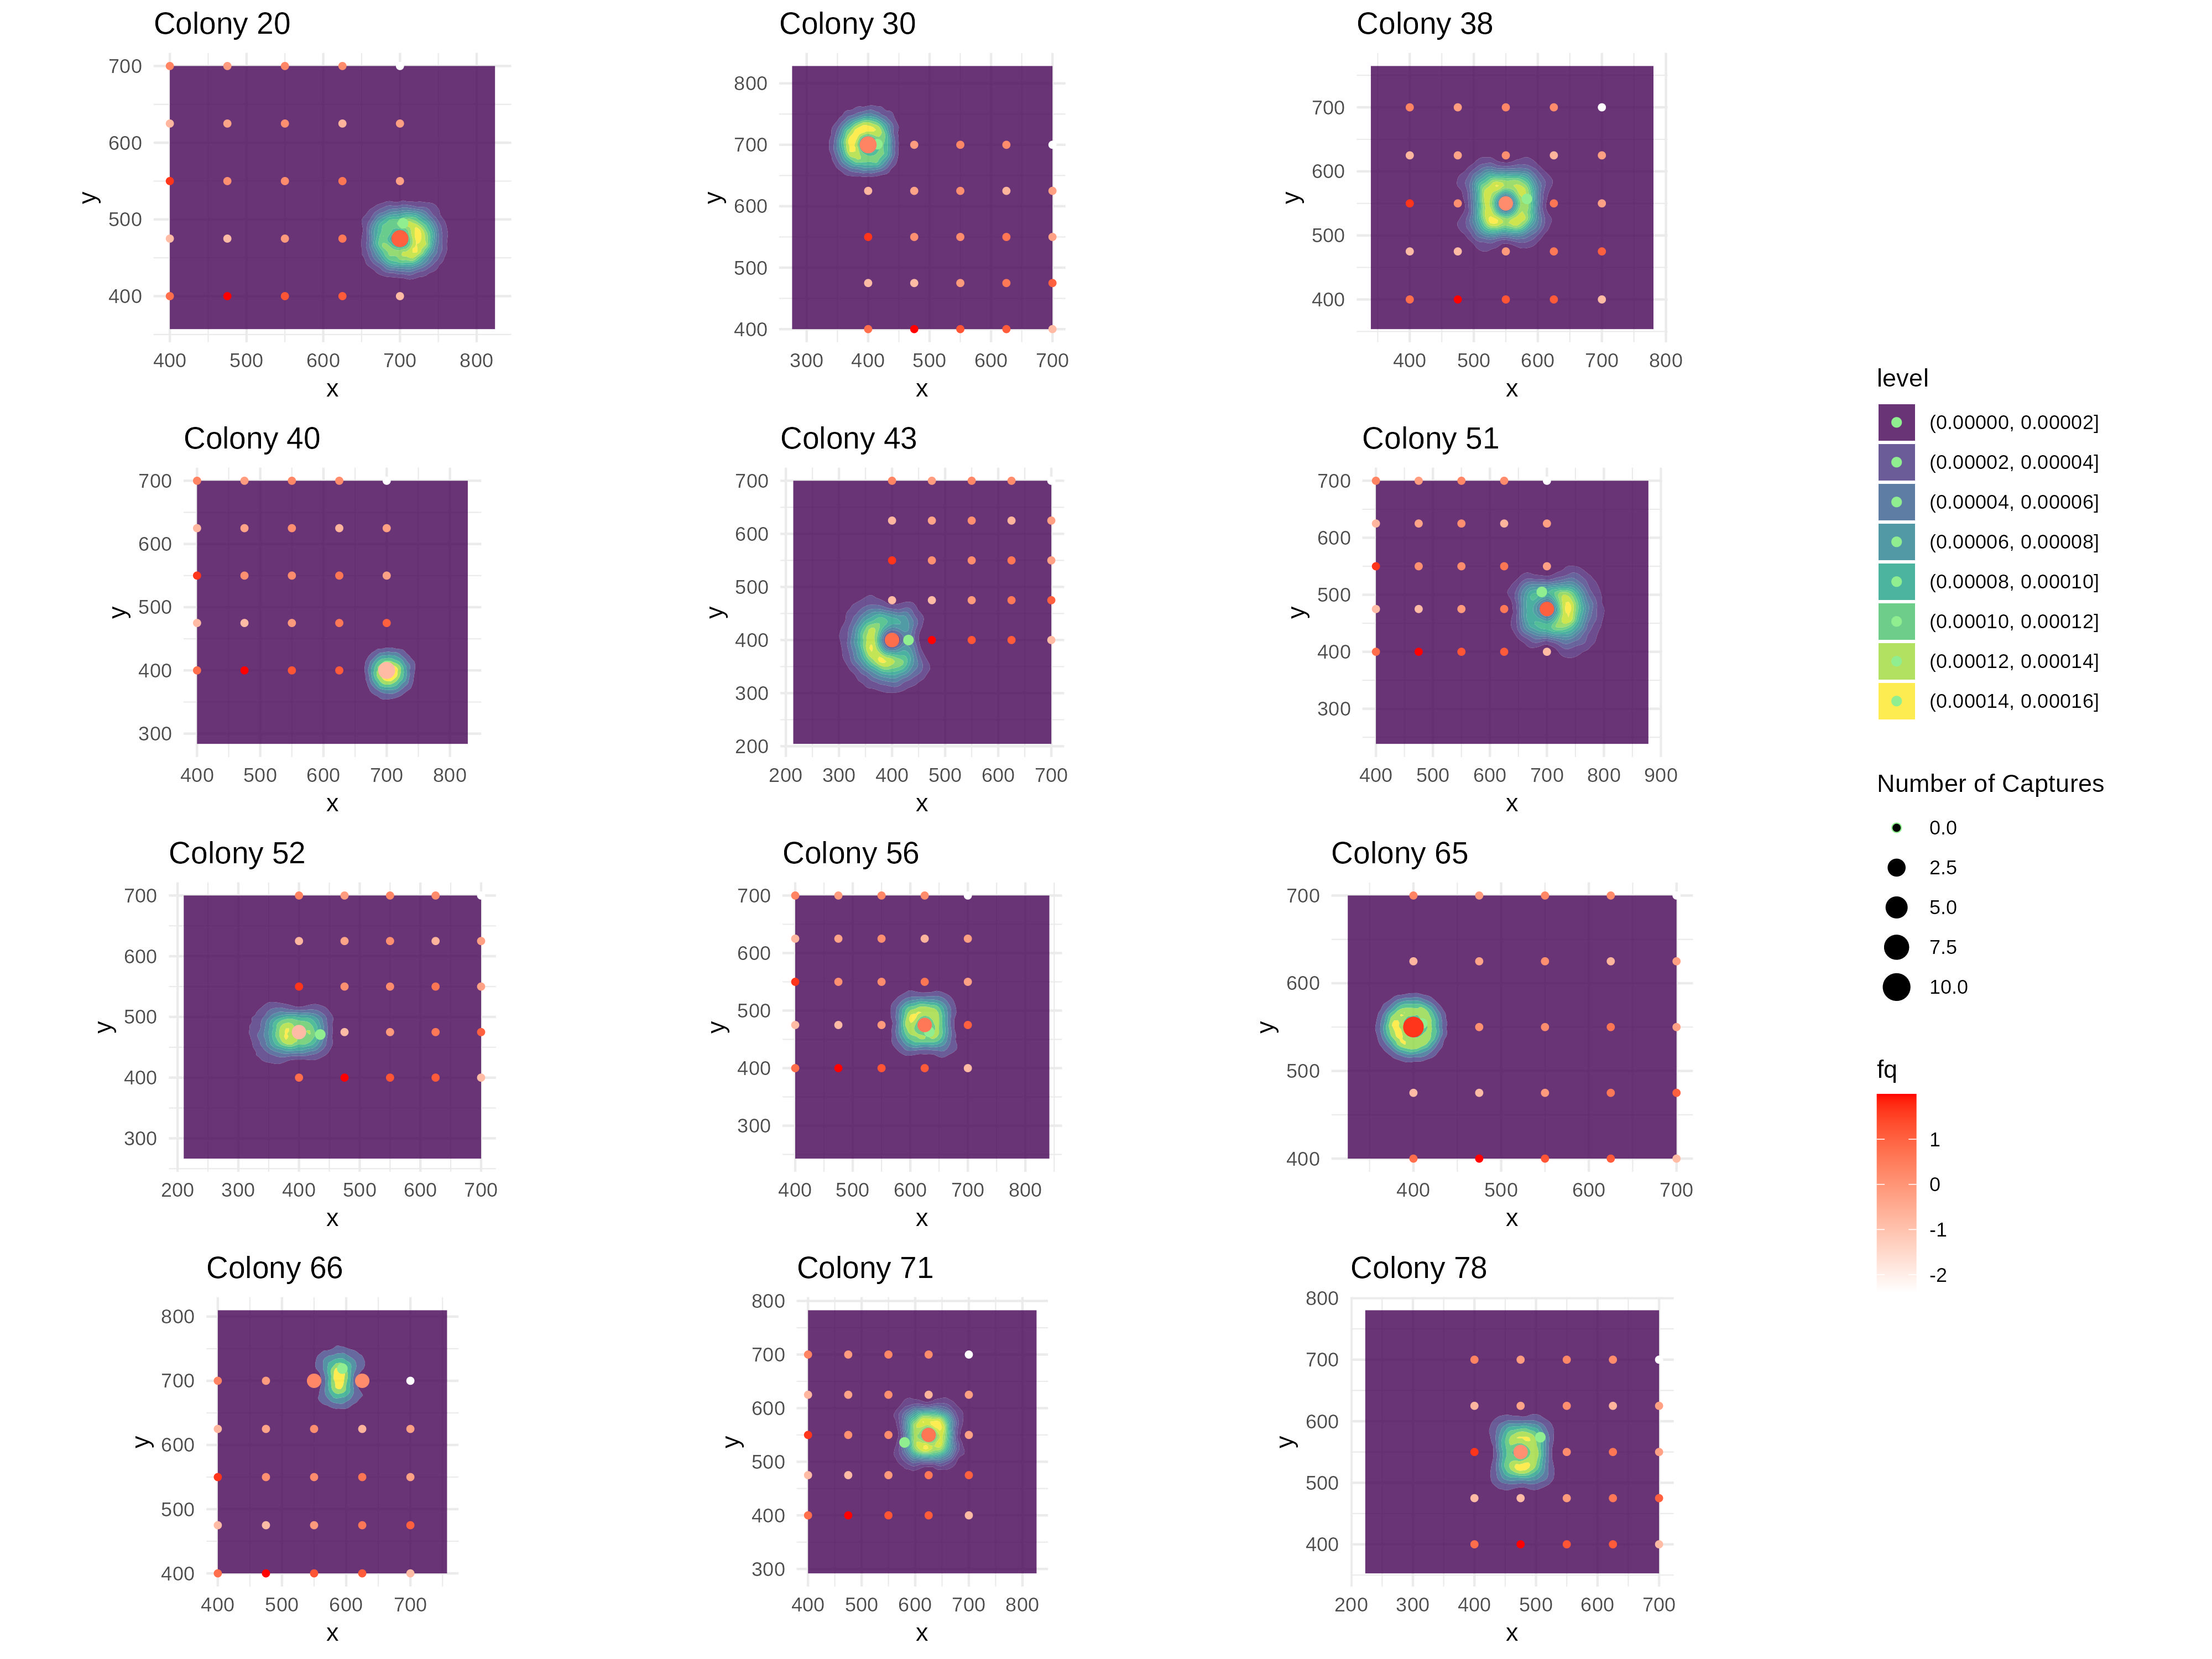 Colony 20
Colony 30
Colony 38
700
600
500
400
y
400 500 600 700 800
x
800
700
600
500
400
y
300 400 500 600 700
x
700
600
500
400
y
400 500 600 700 800
x
Colony 40
Colony 43
Colony 51
700
600
500
400
300
y
400 500 600 700 800
x
700
600
500
400
300
200
y
200 300 400 500 600 700
x
700
600
500
400
300
y
400 500 600 700 800 900
x
Colony 52
Colony 56
Colony 65
700
600
500
400
300
y
200 300 400 500 600 700
x
700
600
500
400
300
y
400 500 600 700 800
x
700
600
500
400
y
400 500 600 700
x
Colony 66
Colony 71
Colony 78
800
700
600
500
400
y
400 500 600 700
x
800
700
600
500
400
300
y
400 500 600 700 800
x
800
700
600
500
400
y
200 300 400 500 600 700
x
level
(0.00000, 0.00002]
(0.00002, 0.00004]
(0.00004, 0.00006]
(0.00006, 0.00008]
(0.00008, 0.00010]
(0.00010, 0.00012]
(0.00012, 0.00014]
(0.00014, 0.00016]
Number of Captures
0.0
2.5
5.0
7.5
10.0
fq
1
0
-1
-2